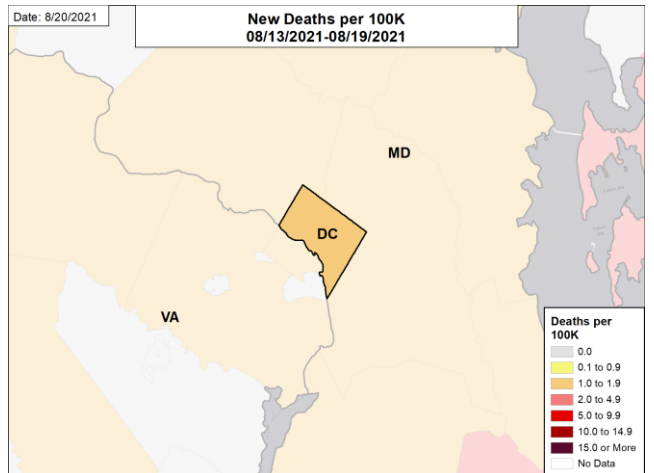 Date: 8/20/2021
New Deaths per 100K
08/13/2021-08/19/2021
MD
DC
VA
Deaths per
100K
0.0
0.1 to 0.9
1.0 to 1.9
2.0 to 4.9
5.0 to 9.9
10.0 to 14.9
15.0 or More
No Data